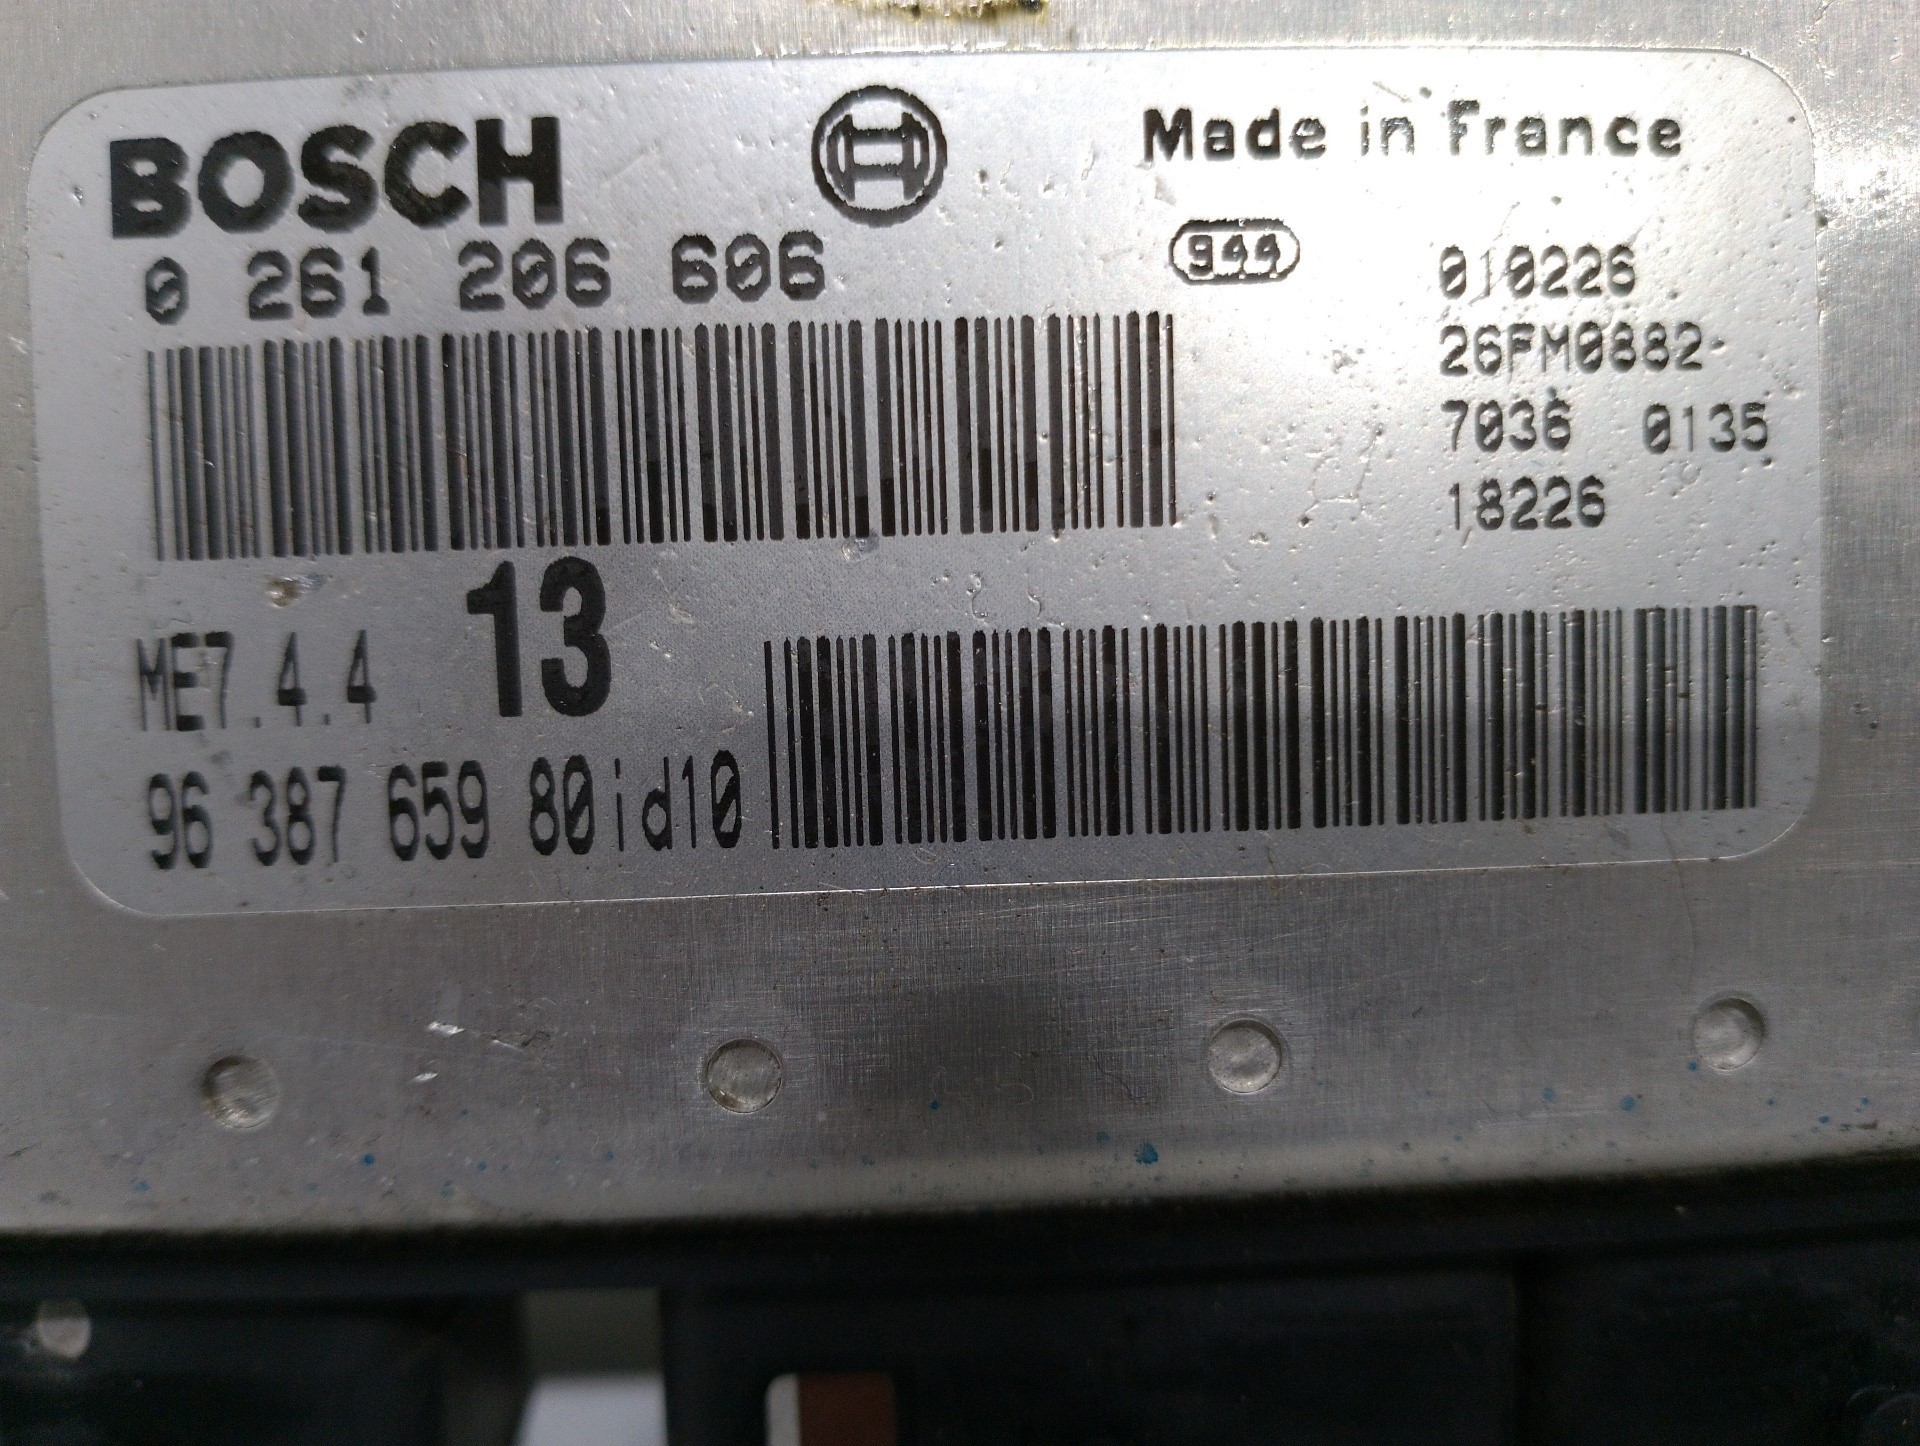 BOSCH
Made in France
0 261 206 606
944
010226
26FM0882
7036 0135
18226
13
ME7.4.4
96 387 659 80id10